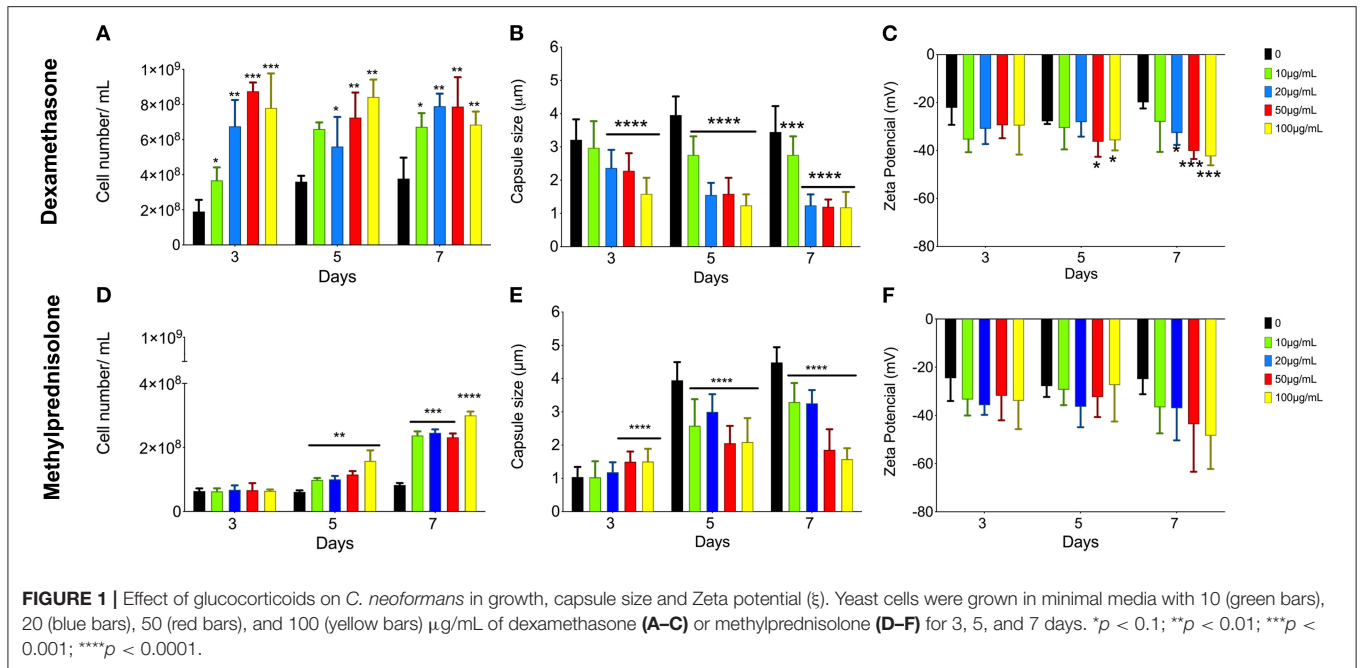 Dexamethasone
A
Cell number/ mL
1×10⁹
8×10⁸
6×10⁸
4×10⁸
2×10⁸
0
*
**
***
***
*
**
**
*
**
**
**
3
5
7
Days
B
Capsule size (μm)
6
5
4
3
2
1
0
****
****
***
****
3
5
7
Days
C
Zeta Potencial (mV)
0
-20
-40
-60
-80
*
*
*
***
***
3
5
7
Days
0
10μg/mL
20μg/mL
50μg/mL
100μg/mL
Methylprednisolone
D
Cell number/ mL
1×10⁹
4×10⁸
2×10⁸
0
**
***
****
3
5
7
Days
E
Capsule size (μm)
6
5
4
3
2
1
0
****
****
****
3
5
7
Days
F
Zeta Potencial (mV)
0
-20
-40
-60
-80
3
5
7
Days
0
10μg/mL
20μg/mL
50μg/mL
100μg/mL
FIGURE 1 | Effect of glucocorticoids on C. neoformans in growth, capsule size and Zeta potential (ξ). Yeast cells were grown in minimal media with 10 (green bars),
20 (blue bars), 50 (red bars), and 100 (yellow bars) μg/mL of dexamethasone (A–C) or methylprednisolone (D–F) for 3, 5, and 7 days. *p < 0.1; **p < 0.01; ***p <
0.001; ****p < 0.0001.